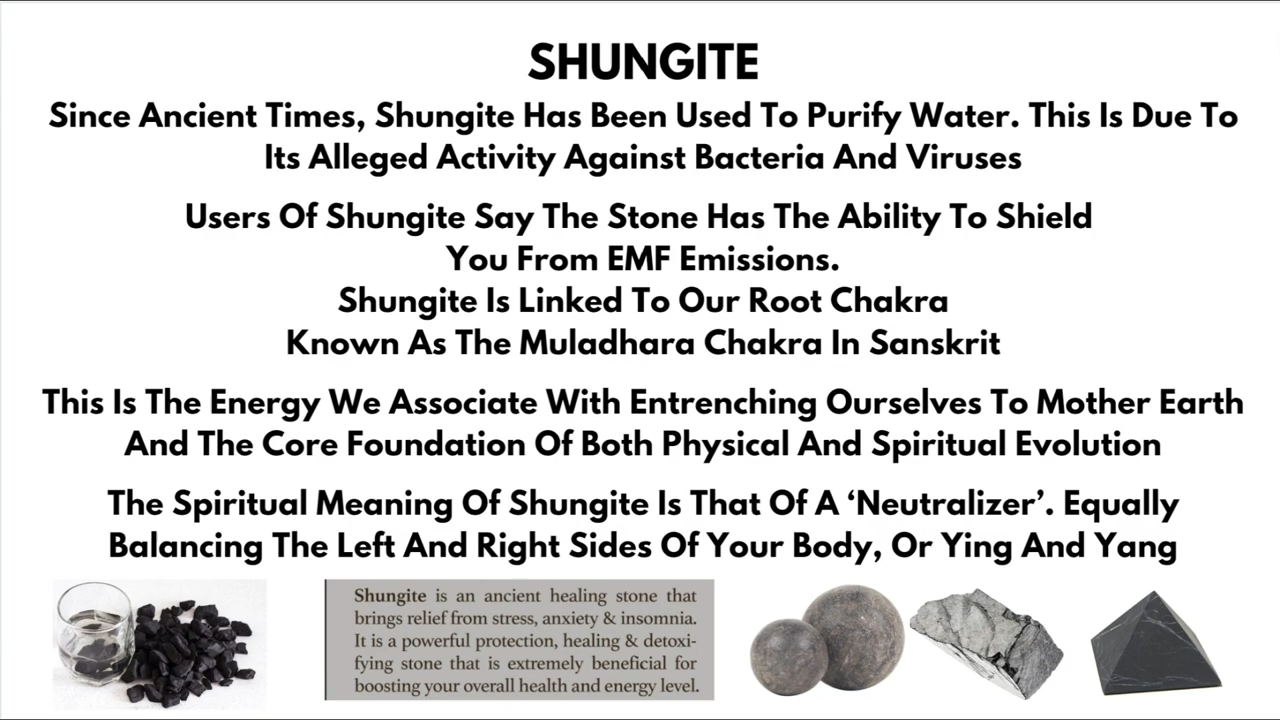 SHUNGITE
Since Ancient Times, Shungite Has Been Used To Purify Water. This Is Due To
Its Alleged Activity Against Bacteria And Viruses
Users Of Shungite Say The Stone Has The Ability To Shield
You From EMF Emissions.
Shungite Is Linked To Our Root Chakra
Known As The Muladhara Chakra In Sanskrit
This Is The Energy We Associate With Entrenching Ourselves To Mother Earth
And The Core Foundation Of Both Physical And Spiritual Evolution
The Spiritual Meaning Of Shungite Is That Of A ‘Neutralizer’. Equally
Balancing The Left And Right Sides Of Your Body, Or Ying And Yang
Shungite is an ancient healing stone that
brings relief from stress, anxiety & insomnia.
It is a powerful protection, healing & detoxi-
fying stone that is extremely beneficial for
boosting your overall health and energy level.